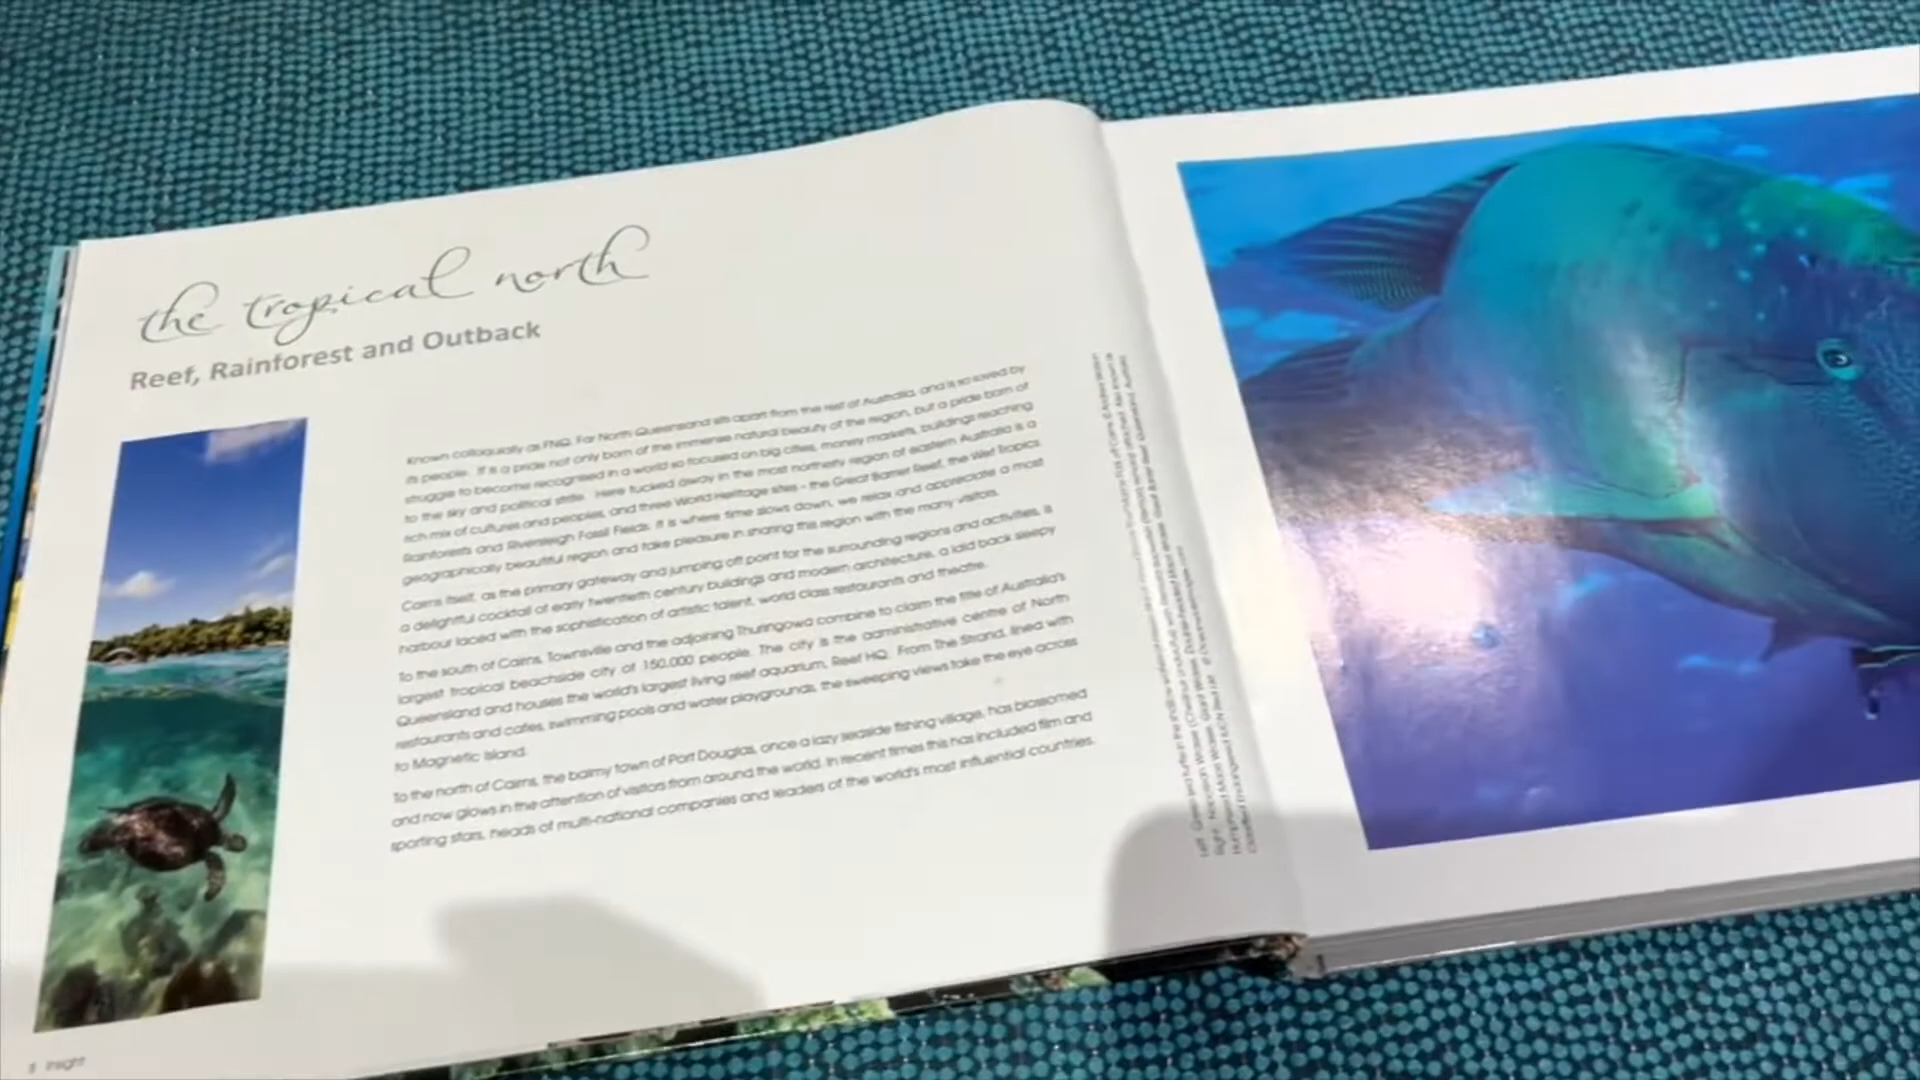 the tropical north
Reef, Rainforest and Outback
Known colloquially as FNQ, Far North Queensland sits apart from the rest of Australia, and is so loved by
its people. It is a pride not only born of the immense natural beauty of the region, but a pride born of
struggle to become recognised in a world so focused on big cities, money markets, buildings reaching
to the sky and political strife. Here tucked away in the most northerly region of eastern Australia is a
rich mix of cultures and peoples, and three World Heritage sites - the Great Barrier Reef, the Wet Tropics
Rainforests and Riversleigh Fossil Fields. It is where time slows down, we relax and appreciate a most
geographically beautiful region and take pleasure in sharing this region with the many visitors.
Cairns itself, as the primary gateway and jumping off point for the surrounding regions and activities, is
a delightful cocktail of early twentieth century buildings and modern architecture, a laid back sleepy
harbour laced with the sophistication of artistic talent, world class restaurants and theatre.
To the south of Cairns, Townsville and the adjoining Thuringowa combine to claim the title of Australia's
largest tropical beachside city of 150,000 people. The city is the administrative centre of North
Queensland and houses the world's largest living reef aquarium, Reef HQ. From The Strand, lined with
restaurants and cafes, swimming pools and water playgrounds, the sweeping views take the eye across
to Magnetic Island.
To the north of Cairns, the balmy town of Port Douglas, once a lazy seaside fishing village, has blossomed
and now glows in the attention of visitors from around the world. In recent times this has included film and
sporting stars, heads of multi-national companies and leaders of the world's most influential countries.
Insight